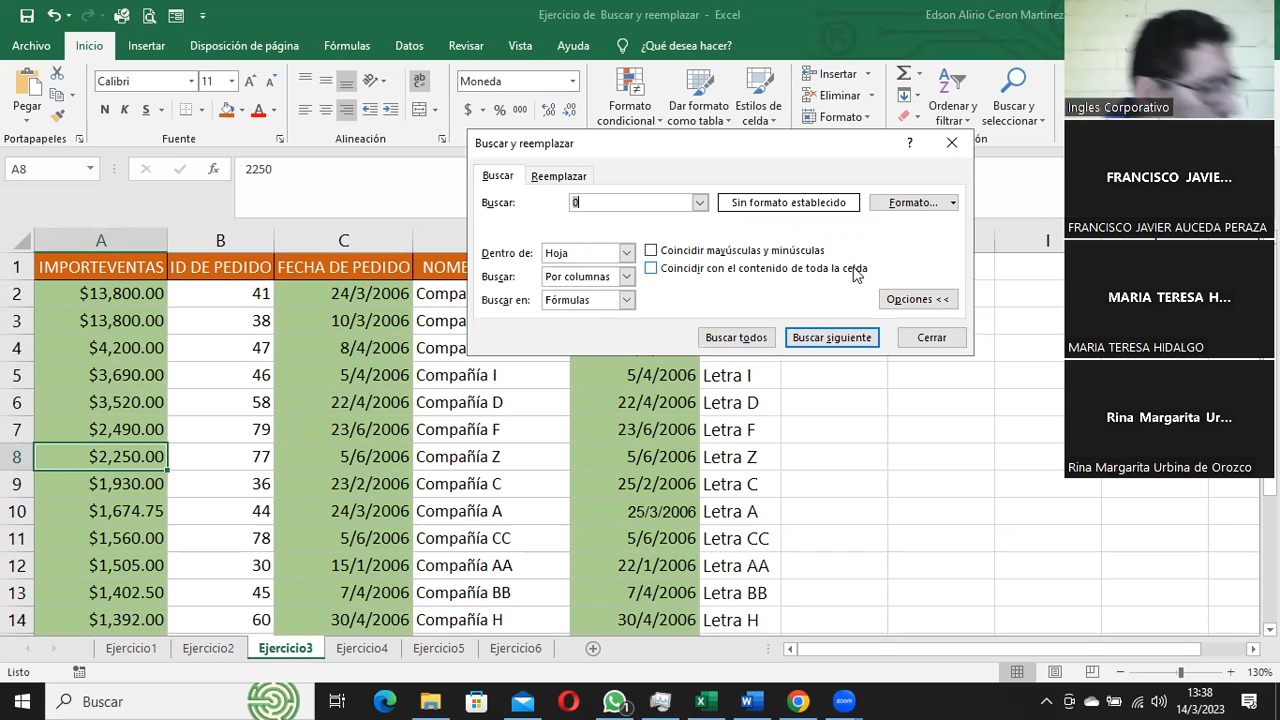 Ejercicio de Buscar y reemplazar - Excel
Edson Alirio Ceron Martinez
Archivo Inicio Insertar Disposición de página Fórmulas Datos Revisar Vista Ayuda ¿Qué desea hacer?
Pegar
Calibri 11
N K S
Moneda
$ % 000
Formato condicional
Dar formato como tabla
Estilos de celda
Insertar
Eliminar
Formato
Ordenar y filtrar
Buscar y seleccionar
Portapapeles Fuente Alineación
Ingles Corporativo
A8 fx 2250
Buscar y reemplazar
Buscar Reemplazar
Buscar: 0 Sin formato establecido Formato...
Dentro de: Hoja Coincidir mayúsculas y minúsculas
Buscar: Por columnas Coincidir con el contenido de toda la celda
Buscar en: Fórmulas Opciones <<
Buscar todos Buscar siguiente Cerrar
FRANCISCO JAVIE...
FRANCISCO JAVIER AUCEDA PERAZA
MARIA TERESA H...
MARIA TERESA HIDALGO
Rina Margarita Ur...
Rina Margarita Urbina de Orozco
A B C I
1 IMPORTEVENTAS ID DE PEDIDO FECHA DE PEDIDO
2 $13,800.00 41 24/3/2006
3 $13,800.00 38 10/3/2006
4 $4,200.00 47 8/4/2006
5 $3,690.00 46 5/4/2006 Compañía I 5/4/2006 Letra I
6 $3,520.00 58 22/4/2006 Compañía D 22/4/2006 Letra D
7 $2,490.00 79 23/6/2006 Compañía F 23/6/2006 Letra F
8 $2,250.00 77 5/6/2006 Compañía Z 5/6/2006 Letra Z
9 $1,930.00 36 23/2/2006 Compañía C 25/2/2006 Letra C
10 $1,674.75 44 24/3/2006 Compañía A 25/3/2006 Letra A
11 $1,560.00 78 5/6/2006 Compañía CC 5/6/2006 Letra CC
12 $1,505.00 30 15/1/2006 Compañía AA 22/1/2006 Letra AA
13 $1,402.50 45 7/4/2006 Compañía BB 7/4/2006 Letra BB
14 $1,392.00 60 30/4/2006 Compañía H 30/4/2006 Letra H
Ejercicio1 Ejercicio2 Ejercicio3 Ejercicio4 Ejercicio5 Ejercicio6
Listo 130%
Buscar
zoom
13:38
14/3/2023